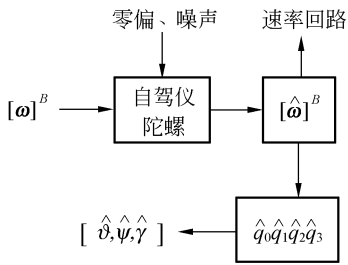 零偏、噪声
速率回路
[ω]^B
自驾仪
陀螺
[ω̂]^B
[ ϑ̂,ψ̂,γ̂ ]
q̂₀q̂₁q̂₂q̂₃